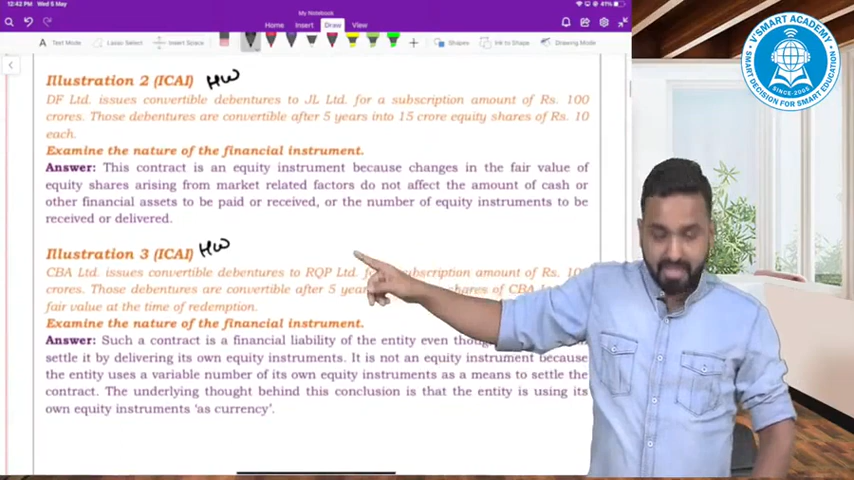 12:42 PM Wed 5 May
My Notebook
41%
Home Insert Draw View
Text Mode Lasso Select Insert Space Shapes Ink to Shape Drawing Mode
Illustration 2 (ICAI) HW
DF Ltd. issues convertible debentures to JL Ltd. for a subscription amount of Rs. 100
crores. Those debentures are convertible after 5 years into 15 crore equity shares of Rs. 10
each.
Examine the nature of the financial instrument.
Answer: This contract is an equity instrument because changes in the fair value of
equity shares arising from market related factors do not affect the amount of cash or
other financial assets to be paid or received, or the number of equity instruments to be
received or delivered.
Illustration 3 (ICAI) HW
CBA Ltd. issues convertible debentures to RQP Ltd. subscription amount of Rs.
crores. Those debentures are convertible after 5 shares of CBA
fair value at the time of redemption.
Examine the nature of the financial instrument.
Answer: Such a contract is a financial liability of the entity even
settle it by delivering its own equity instruments. It is not an equity instrument because
the entity uses a variable number of its own equity instruments as a means to settle the
contract. The underlying thought behind this conclusion is that the entity is using its
own equity instruments 'as currency'.
V'SMART ACADEMY
SINCE-2005
SMART DECISION FOR SMART EDUCATION